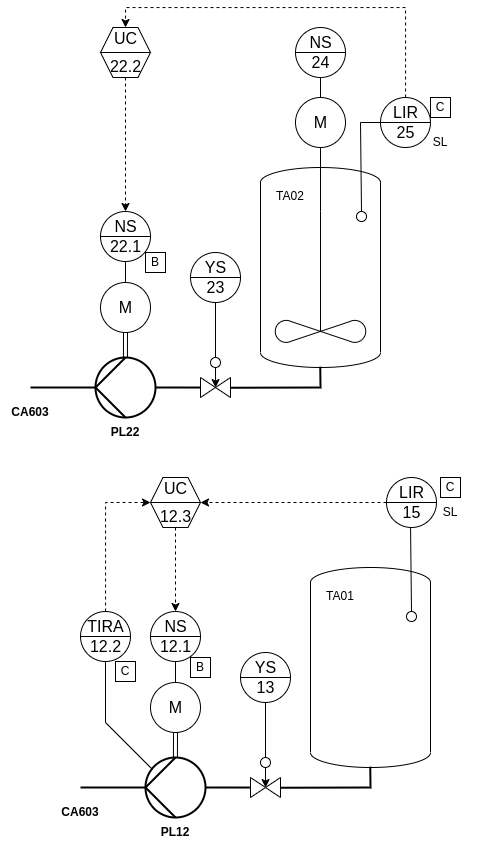 UC
22.2
NS
24
M
LIR
25
C
SL
TA02
NS
22.1
B
YS
23
M
CA603
PL22
UC
12.3
LIR
15
C
SL
TA01
TIRA
12.2
C
NS
12.1
B
YS
13
M
CA603
PL12